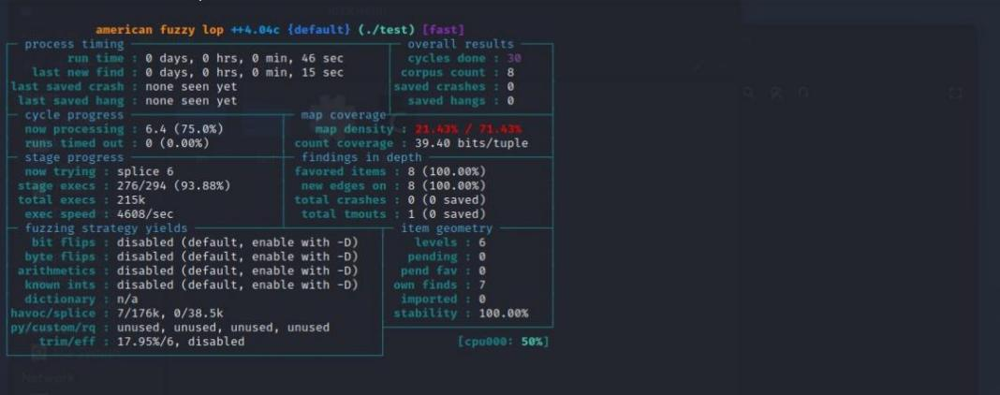 american fuzzy lop ++4.04c {default} (./test) [fast]
process timing overall results
run time : 0 days, 0 hrs, 0 min, 46 sec cycles done : 30
last new find : 0 days, 0 hrs, 0 min, 15 sec corpus count : 8
last saved crash : none seen yet saved crashes : 0
last saved hang : none seen yet saved hangs : 0
cycle progress map coverage
now processing : 6.4 (75.0%) map density : 21.43% / 71.43%
runs timed out : 0 (0.00%) count coverage : 39.40 bits/tuple
stage progress findings in depth
now trying : splice 6 favored items : 8 (100.00%)
stage execs : 276/294 (93.88%) new edges on : 8 (100.00%)
total execs : 215k total crashes : 0 (0 saved)
exec speed : 4608/sec total tmouts : 1 (0 saved)
fuzzing strategy yields item geometry
bit flips : disabled (default, enable with -D) levels : 6
byte flips : disabled (default, enable with -D) pending : 0
arithmetics : disabled (default, enable with -D) pend fav : 0
known ints : disabled (default, enable with -D) own finds : 7
dictionary : n/a imported : 0
havoc/splice : 7/176k, 0/38.5k stability : 100.00%
py/custom/rq : unused, unused, unused, unused
trim/eff : 17.95%/6, disabled [cpu000: 50%]
Network